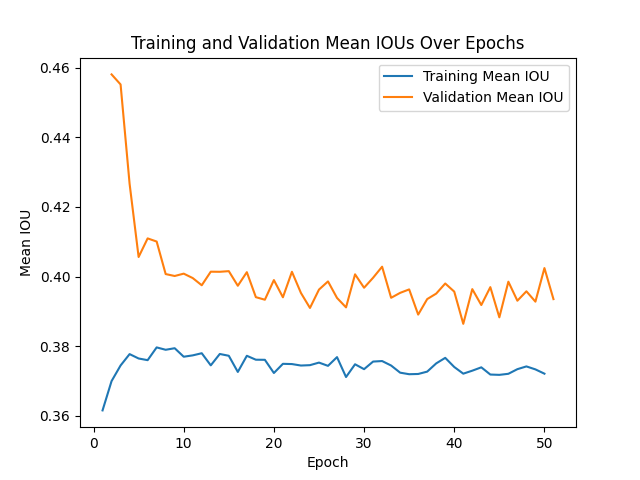 Training and Validation Mean IOUs Over Epochs
Training Mean IOU
Validation Mean IOU
0.46
0.44
0.42
0.40
0.38
0.36
Mean IOU
0 10 20 30 40 50
Epoch